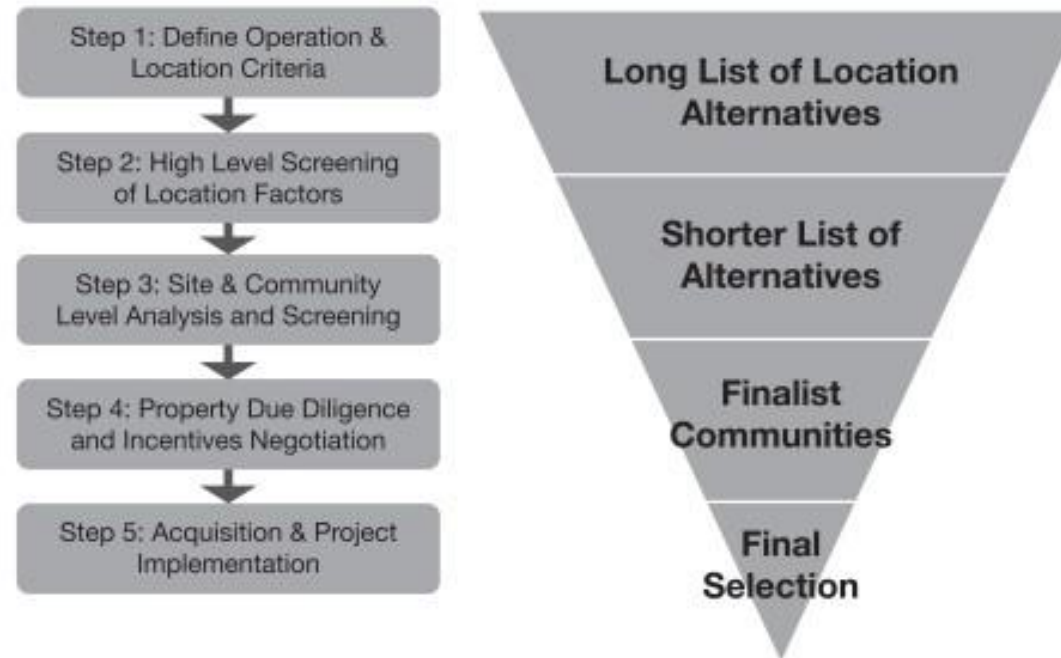 Step 1: Define Operation &
Location Criteria
Step 2: High Level Screening
of Location Factors
Step 3: Site & Community
Level Analysis and Screening
Step 4: Property Due Diligence
and Incentives Negotiation
Step 5: Acquisition & Project
Implementation
Long List of Location
Alternatives
Shorter List of
Alternatives
Finalist
Communities
Final
Selection